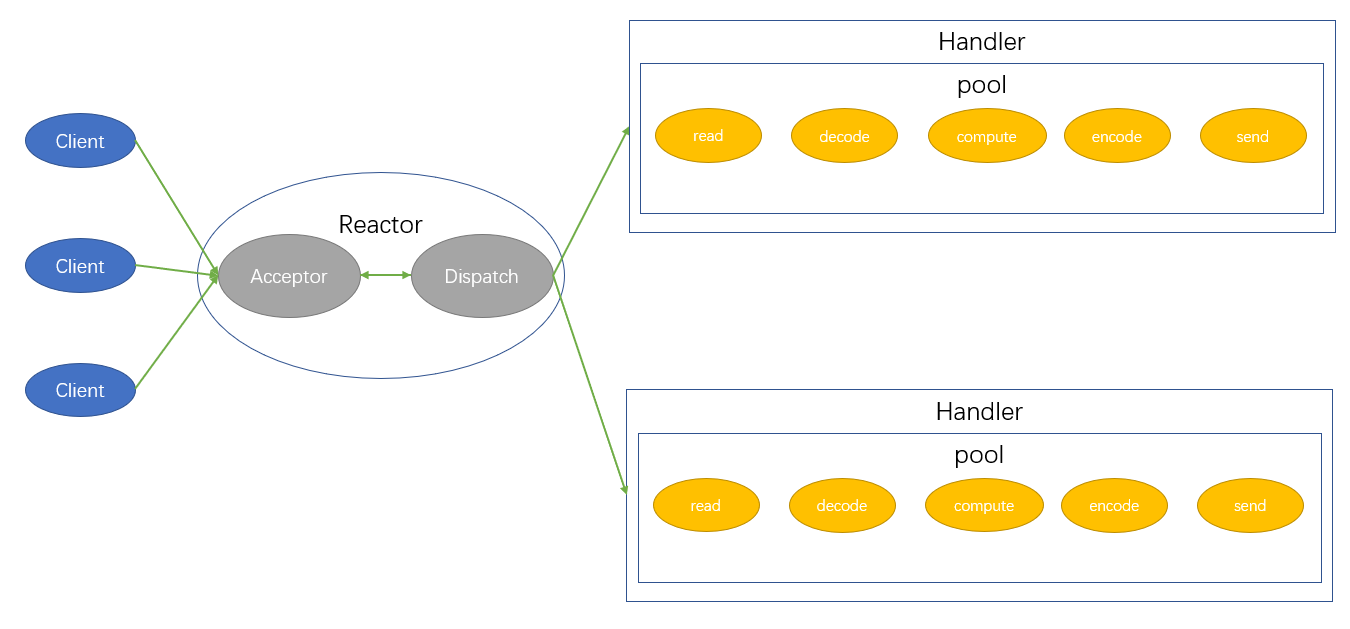 Client
Client
Client
Reactor
Acceptor
Dispatch
Handler
pool
read
decode
compute
encode
send
Handler
pool
read
decode
compute
encode
send